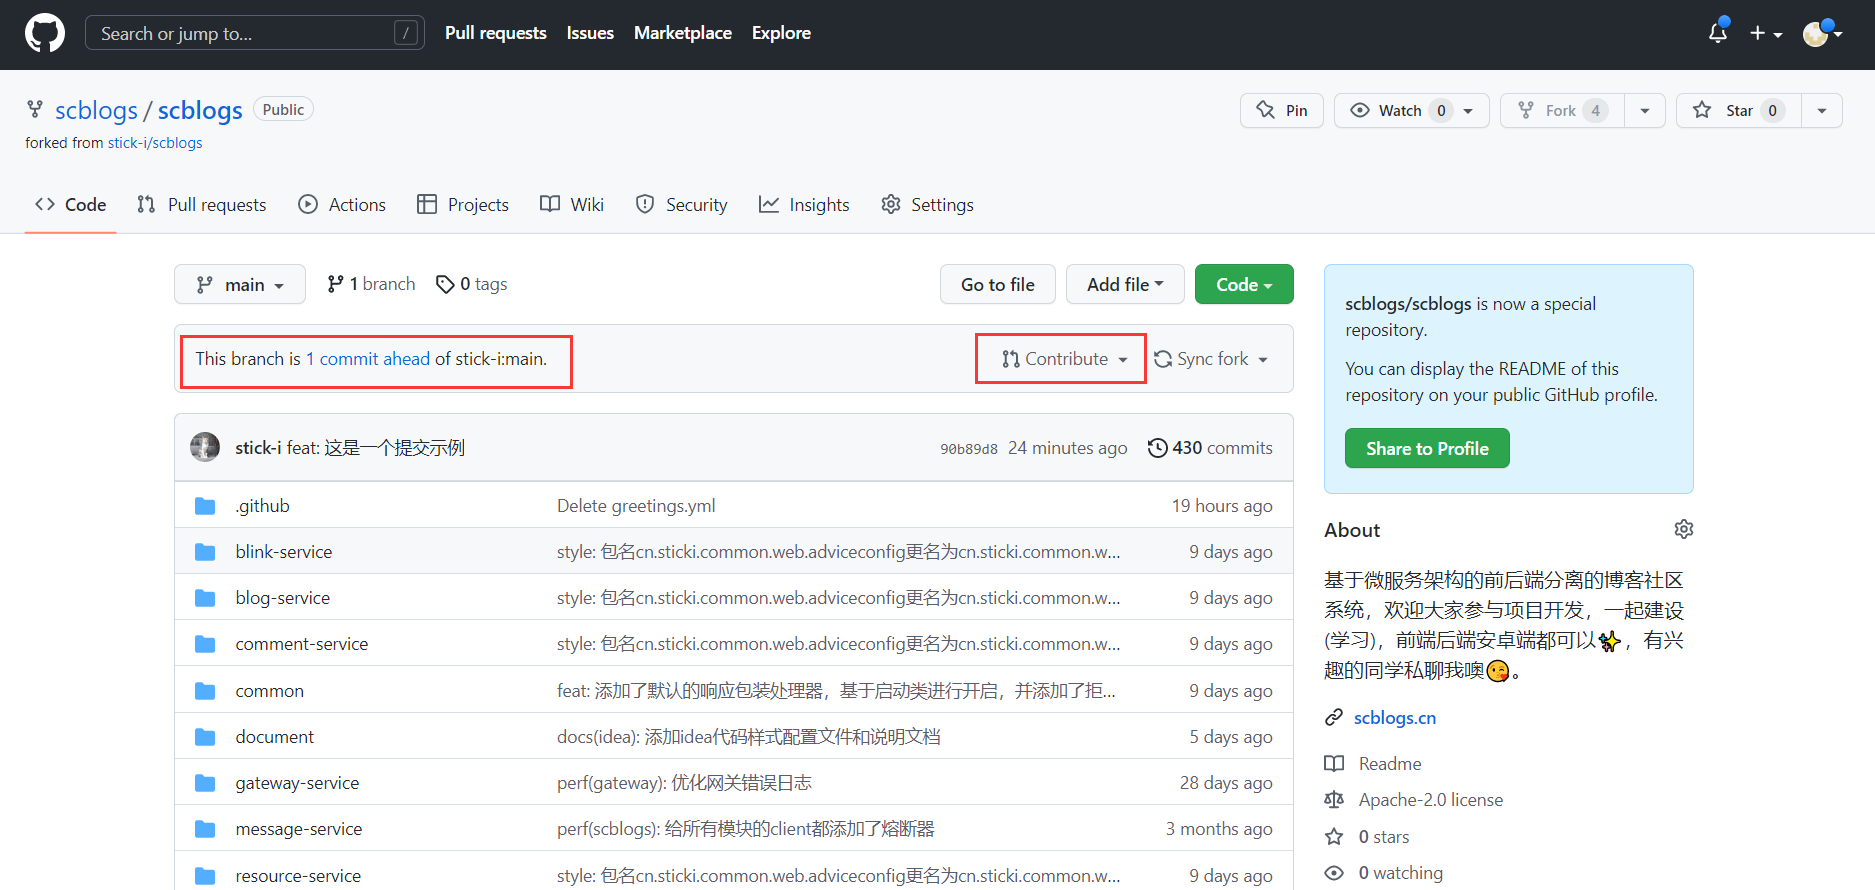 Search or jump to... /
Pull requests Issues Marketplace Explore
scblogs / scblogs Public
forked from stick-i/scblogs
Pin
Watch 0
Fork 4
Star 0
Code Pull requests Actions Projects Wiki Security Insights Settings
main
1 branch
0 tags
Go to file
Add file
Code
This branch is 1 commit ahead of stick-i:main.
Contribute
Sync fork
stick-i feat: 这是一个提交示例
90b89d8 24 minutes ago
430 commits
.github Delete greetings.yml 19 hours ago
blink-service style: 包名cn.sticki.common.web.adviceconfig更名为cn.sticki.common.w... 9 days ago
blog-service style: 包名cn.sticki.common.web.adviceconfig更名为cn.sticki.common.w... 9 days ago
comment-service style: 包名cn.sticki.common.web.adviceconfig更名为cn.sticki.common.w... 9 days ago
common feat: 添加了默认的响应包装处理器，基于启动类进行开启，并添加了拒... 9 days ago
document docs(idea): 添加idea代码样式配置文件和说明文档 5 days ago
gateway-service perf(gateway): 优化网关错误日志 28 days ago
message-service perf(scblogs): 给所有模块的client都添加了熔断器 3 months ago
resource-service style: 包名cn.sticki.common.web.adviceconfig更名为cn.sticki.common.w... 9 days ago
scblogs/scblogs is now a special
repository.
You can display the README of this
repository on your public GitHub profile.
Share to Profile
About
基于微服务架构的前后端分离的博客社区
系统，欢迎大家参与项目开发，一起建设
(学习)，前端后端安卓端都可以✨，有兴
趣的同学私聊我噢😘。
scblogs.cn
Readme
Apache-2.0 license
0 stars
0 watching